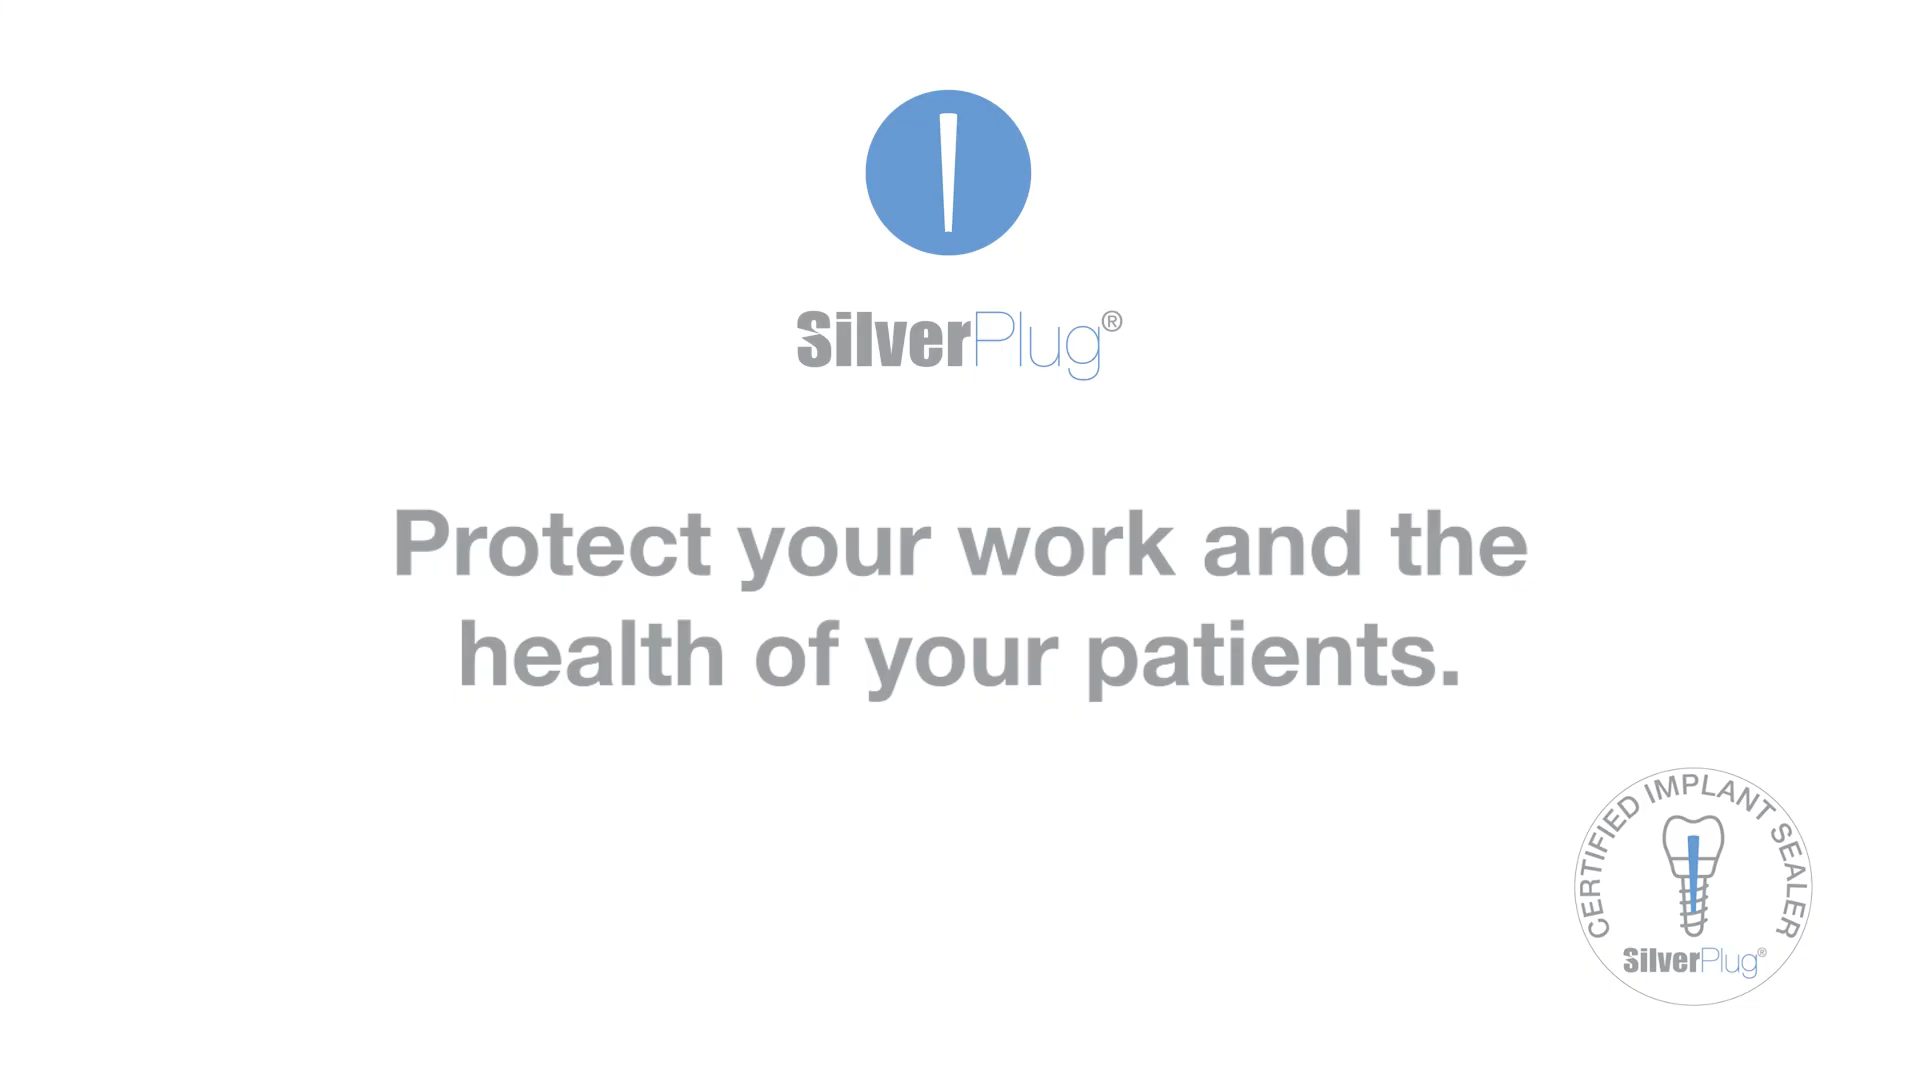 SilverPlug®
Protect your work and the
health of your patients.
CERTIFIED IMPLANT SEALER
SilverPlug®